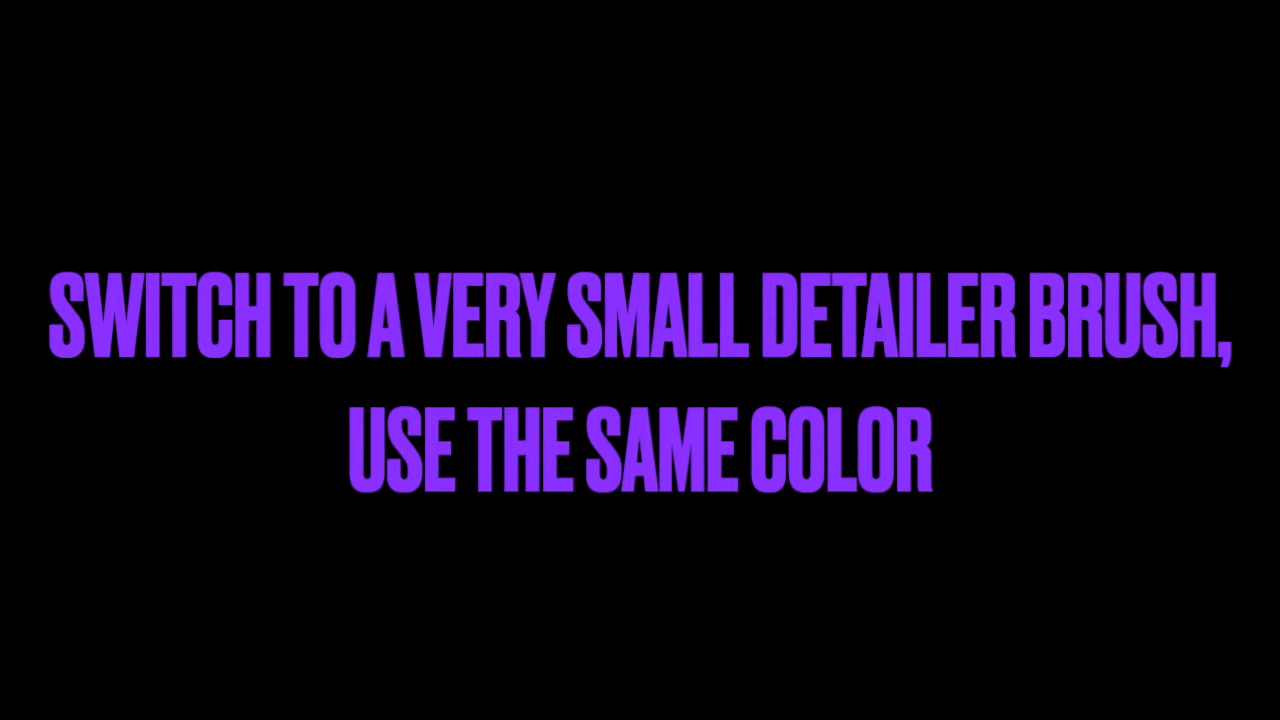 SWITCH TO A VERY SMALL DETAILER BRUSH,
USE THE SAME COLOR